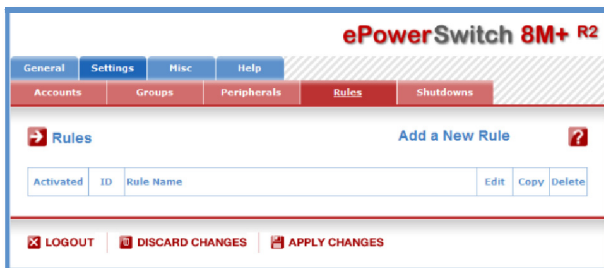 ePowerSwitch 8M+ R2
General Settings Misc Help
Accounts Groups Peripherals Rules Shutdowns
Rules Add a New Rule ?
Activated ID Rule Name Edit Copy Delete
LOGOUT DISCARD CHANGES APPLY CHANGES